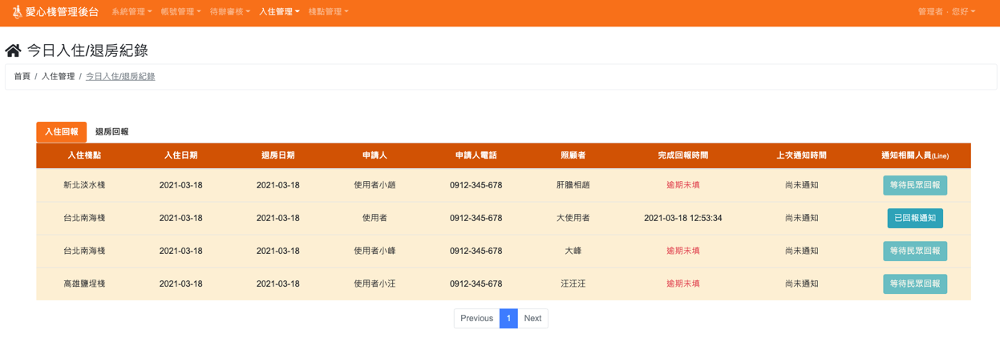 愛心棧管理後台 系統管理 帳號管理 待辦審核 入住管理 棧點管理 管理者 · 您好
今日入住/退房紀錄
首頁 / 入住管理 / 今日入住/退房紀錄
入住回報 退房回報
入住棧點 入住日期 退房日期 申請人 申請人電話 照顧者 完成回報時間 上次通知時間 通知相關人員(Line)
新北淡水棧 2021-03-18 2021-03-18 使用者小趙 0912-345-678 肝膽相趙 逾期未填 尚未通知 等待民眾回報
台北南海棧 2021-03-18 2021-03-18 使用者 0912-345-678 大使用者 2021-03-18 12:53:34 尚未通知 已回報通知
台北南海棧 2021-03-18 2021-03-18 使用者小峰 0912-345-678 大峰 逾期未填 尚未通知 等待民眾回報
高雄鹽埕棧 2021-03-18 2021-03-18 使用者小汪 0912-345-678 汪汪汪 逾期未填 尚未通知 等待民眾回報
Previous 1 Next